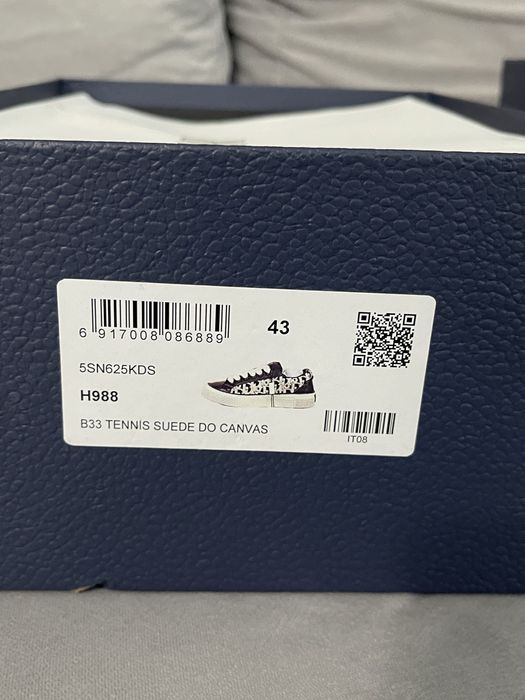 6 917008 086889
43
5SN625KDS
H988
B33 TENNIS SUEDE DO CANVAS
IT08